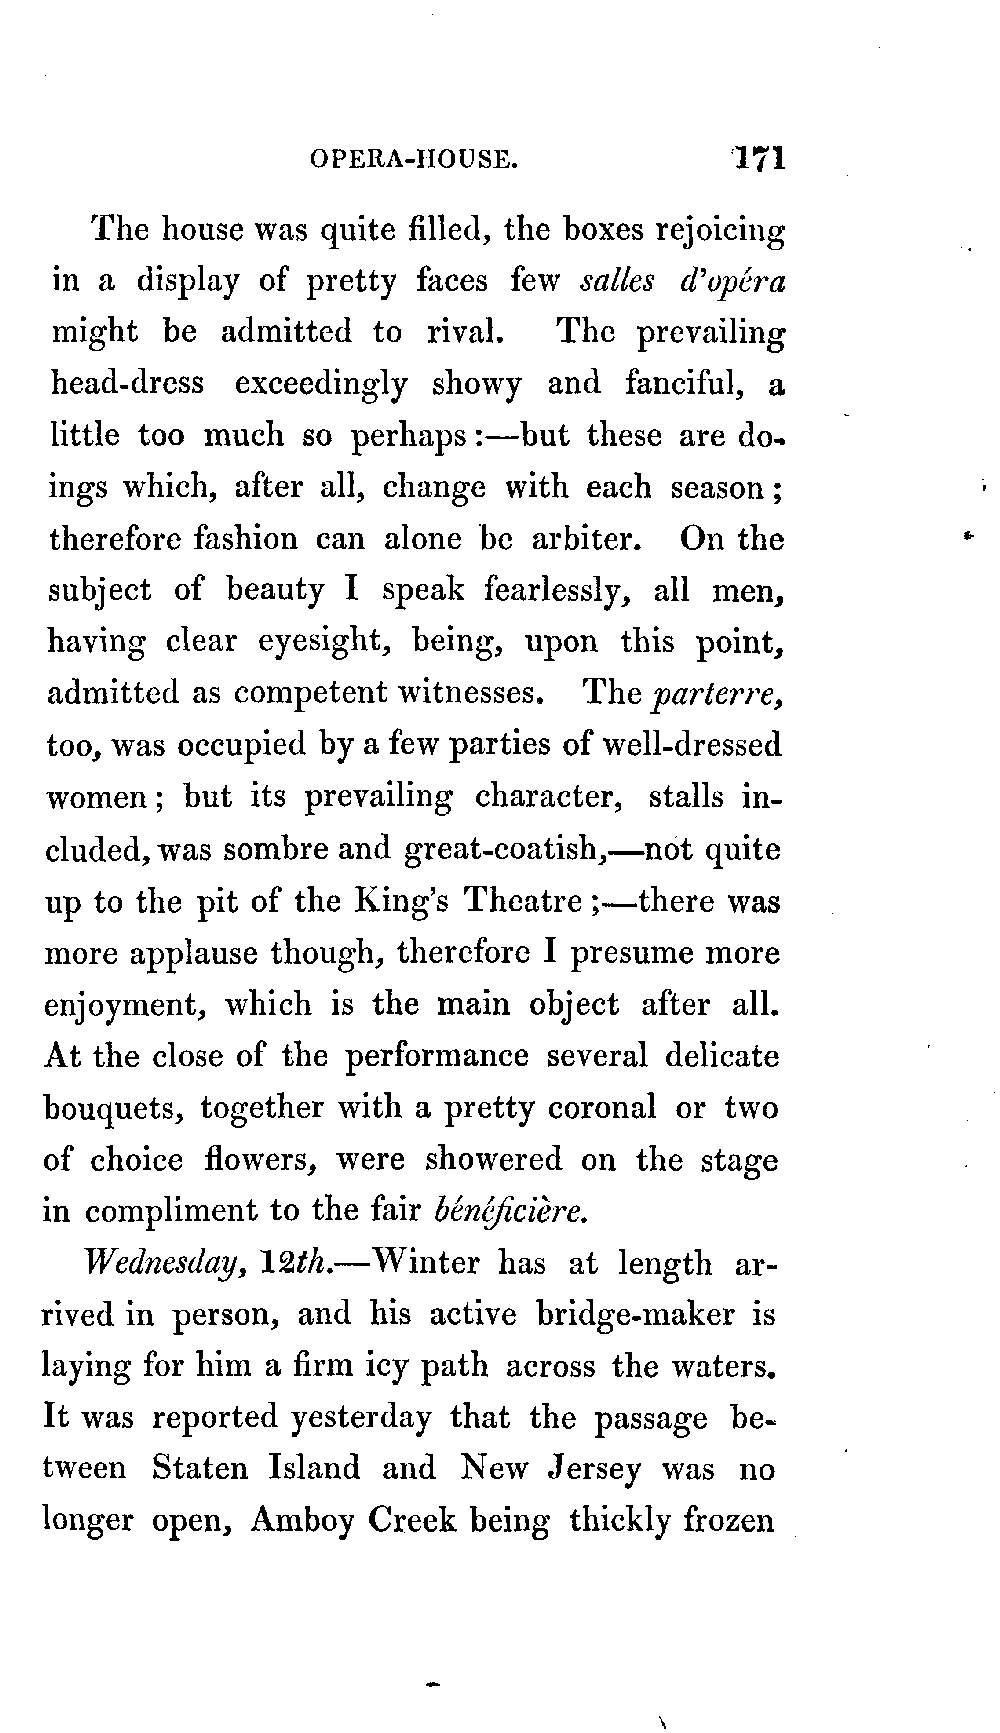 OPERA-HOUSE. 171
The house was quite filled, the boxes rejoicing
in a display of pretty faces few salles d'opéra
might be admitted to rival. The prevailing
head-dress exceedingly showy and fanciful, a
little too much so perhaps :—but these are do-
ings which, after all, change with each season ;
therefore fashion can alone be arbiter. On the
subject of beauty I speak fearlessly, all men,
having clear eyesight, being, upon this point,
admitted as competent witnesses. The parterre,
too, was occupied by a few parties of well-dressed
women ; but its prevailing character, stalls in-
cluded, was sombre and great-coatish,—not quite
up to the pit of the King's Theatre ;—there was
more applause though, therefore I presume more
enjoyment, which is the main object after all.
At the close of the performance several delicate
bouquets, together with a pretty coronal or two
of choice flowers, were showered on the stage
in compliment to the fair bénéficière.
Wednesday, 12th.—Winter has at length ar-
rived in person, and his active bridge-maker is
laying for him a firm icy path across the waters.
It was reported yesterday that the passage be-
tween Staten Island and New Jersey was no
longer open, Amboy Creek being thickly frozen